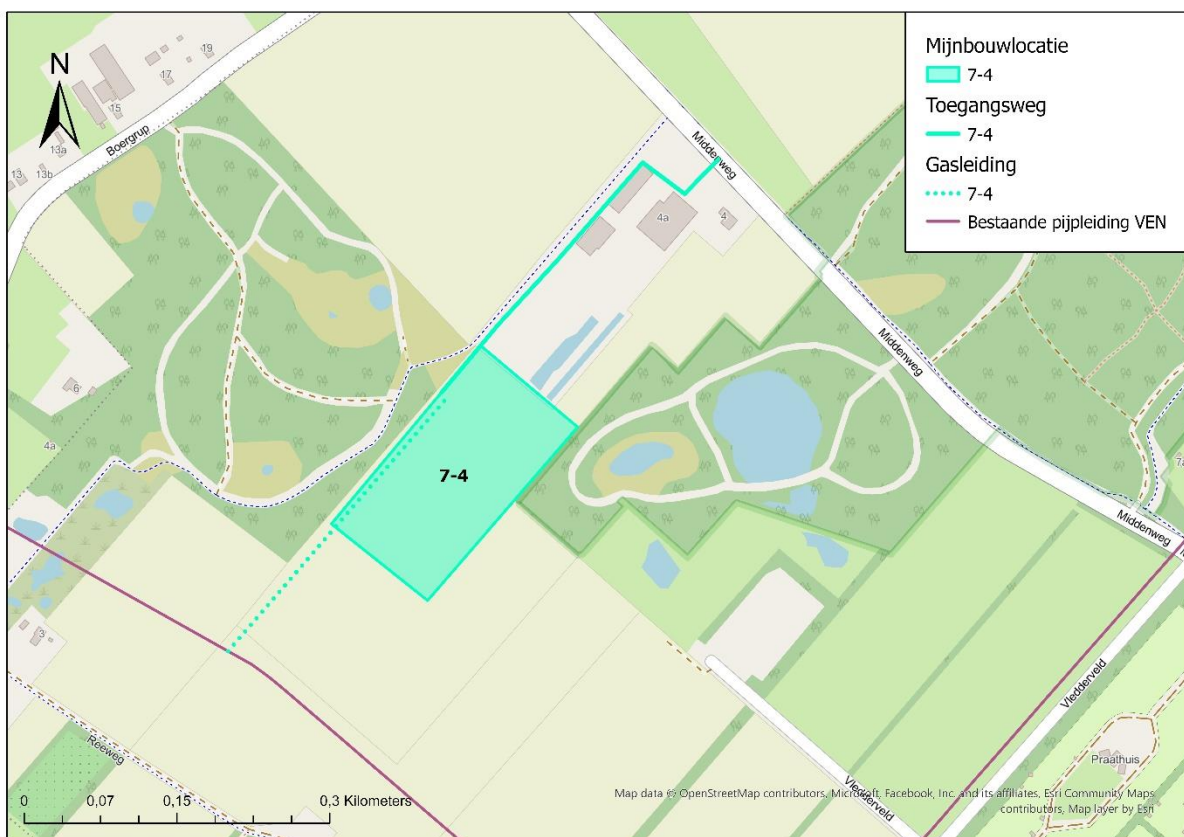 Mijnbouwlocatie
7-4
Toegangsweg
7-4
Gasleiding
7-4
Bestaande pijpleiding VEN
N
19
17
15
13a
13
13b
Boergrup
Middenweg
4a
4
Middenweg
6
4a
7-4
Middenweg
3
Reeweg
Vledderveld
Vledderveld
Praathuis
0
0,07
0,15
0,3 Kilometers
Map data © OpenStreetMap contributors, Microsoft, Facebook, Inc. and its affiliates, Esri Community Maps
contributors, Map layer by Esri